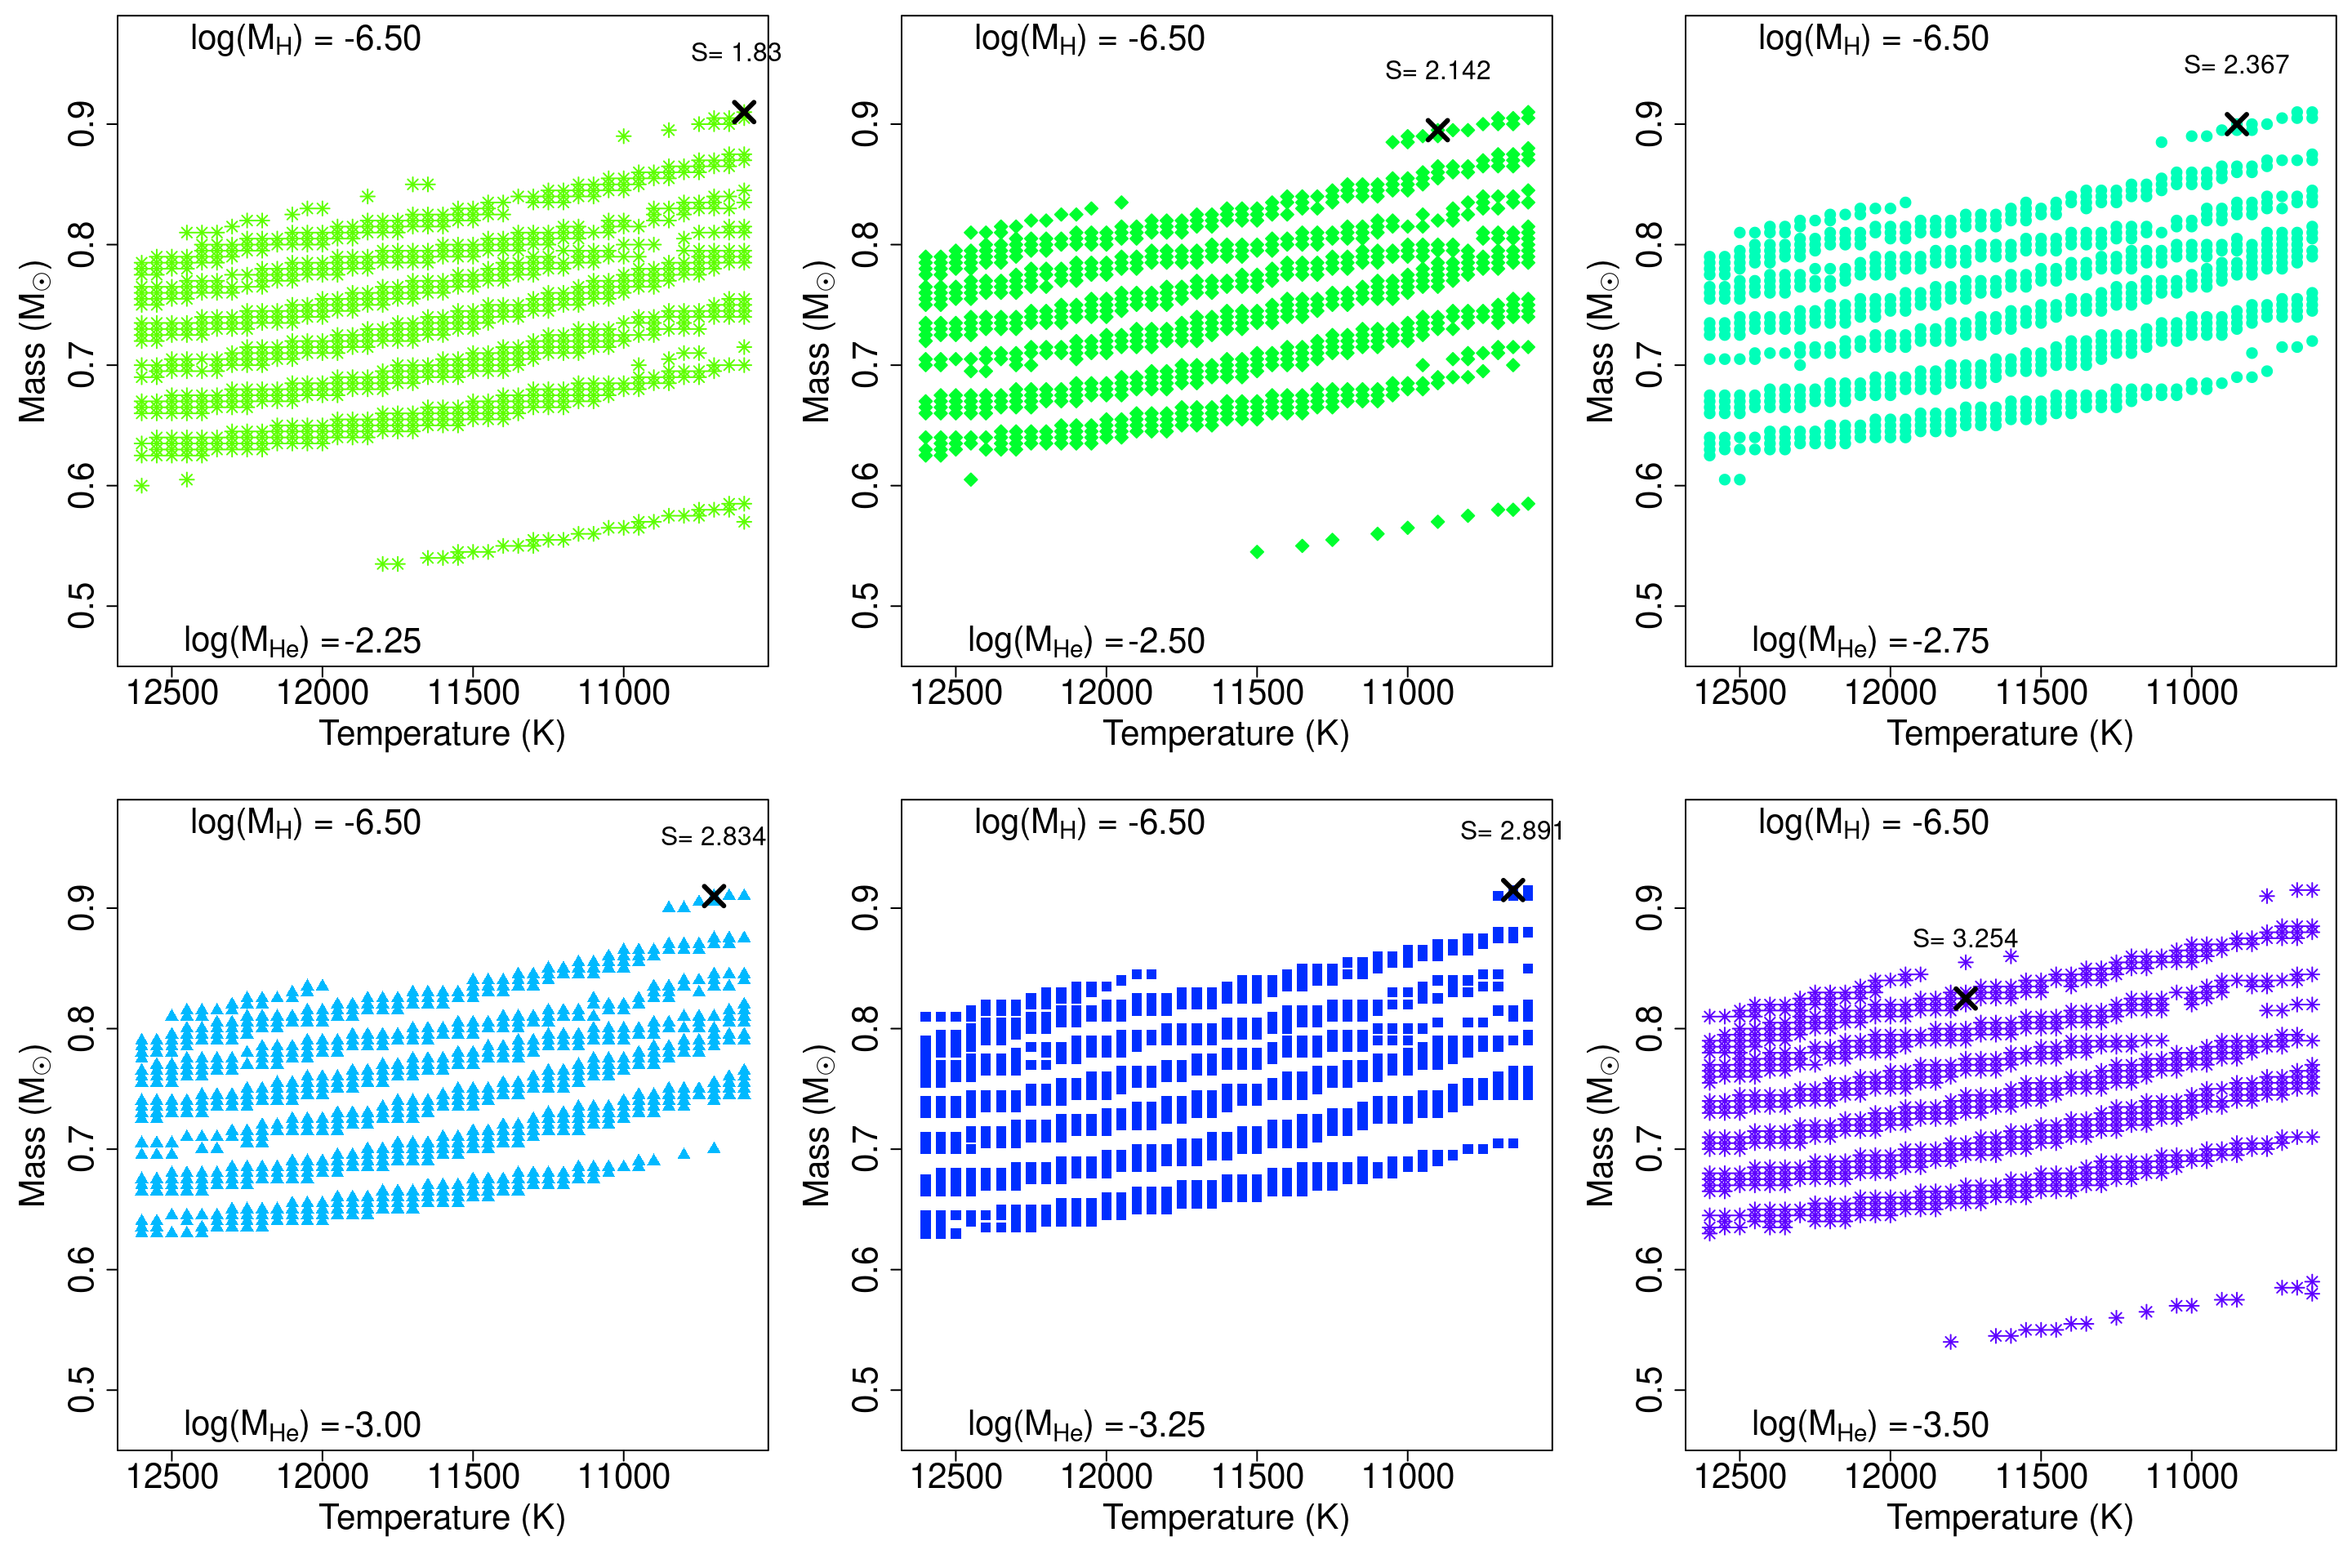 log(M_H) = -6.50
S= 1.83
0.9
0.8
0.7
0.6
0.5
Mass (M☉)
log(M_He) =-2.25
12500 12000 11500 11000
Temperature (K)
log(M_H) = -6.50
S= 2.142
0.9
0.8
0.7
0.6
0.5
Mass (M☉)
log(M_He) =-2.50
12500 12000 11500 11000
Temperature (K)
log(M_H) = -6.50
S= 2.367
0.9
0.8
0.7
0.6
0.5
Mass (M☉)
log(M_He) =-2.75
12500 12000 11500 11000
Temperature (K)
log(M_H) = -6.50
S= 2.834
0.9
0.8
0.7
0.6
0.5
Mass (M☉)
log(M_He) =-3.00
12500 12000 11500 11000
Temperature (K)
log(M_H) = -6.50
S= 2.891
0.9
0.8
0.7
0.6
0.5
Mass (M☉)
log(M_He) =-3.25
12500 12000 11500 11000
Temperature (K)
log(M_H) = -6.50
S= 3.254
0.9
0.8
0.7
0.6
0.5
Mass (M☉)
log(M_He) =-3.50
12500 12000 11500 11000
Temperature (K)